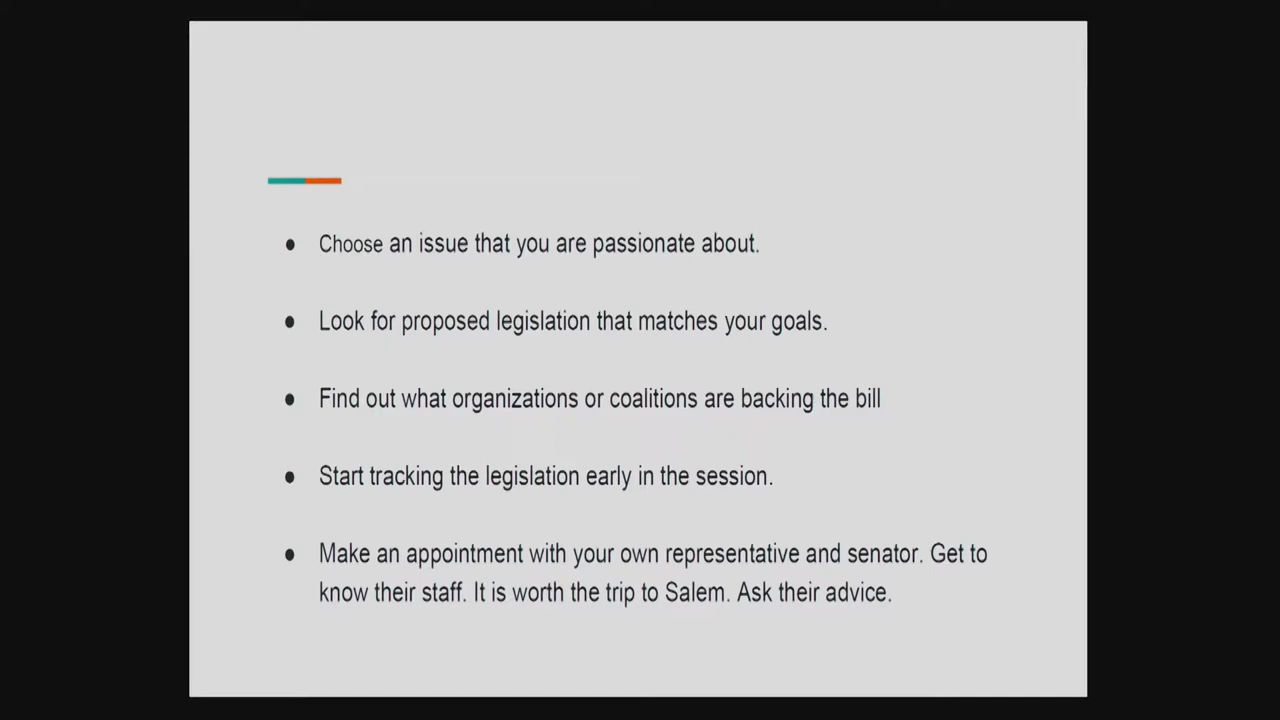 ● Choose an issue that you are passionate about.
● Look for proposed legislation that matches your goals.
● Find out what organizations or coalitions are backing the bill
● Start tracking the legislation early in the session.
● Make an appointment with your own representative and senator. Get to
know their staff. It is worth the trip to Salem. Ask their advice.